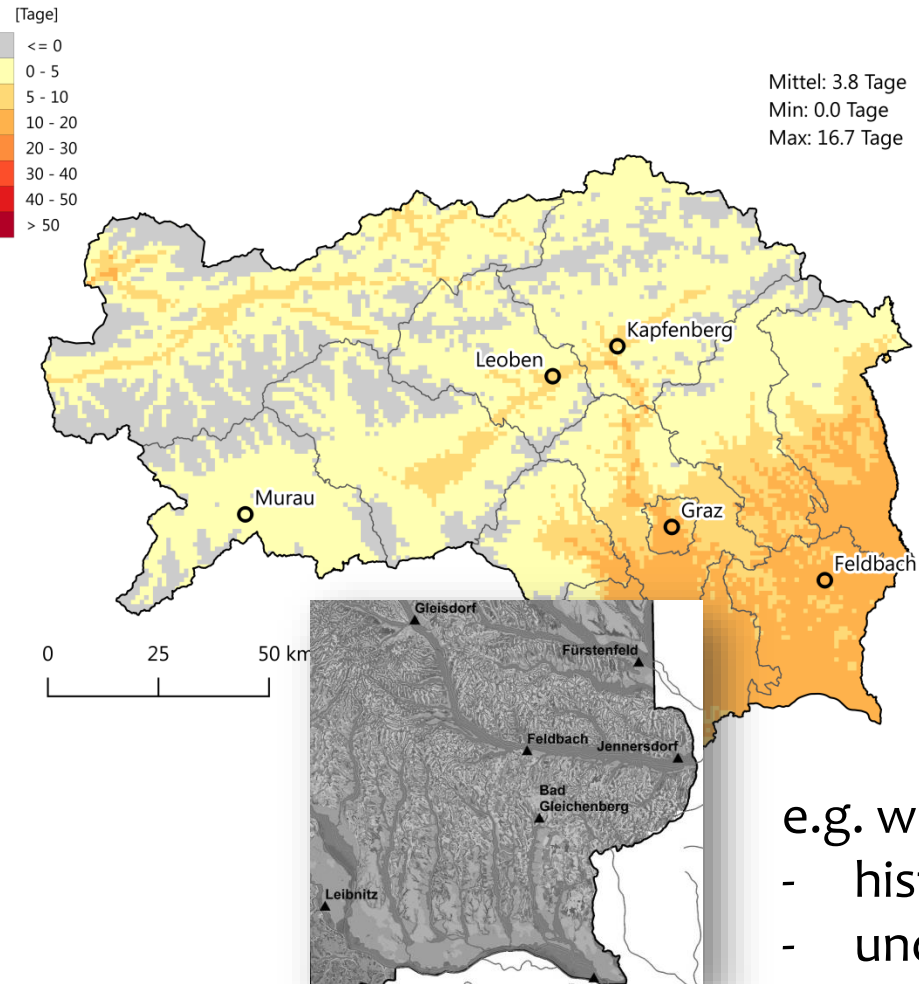 [Tage]
<= 0
0 - 5
5 - 10
10 - 20
20 - 30
30 - 40
40 - 50
> 50
Mittel: 3.8 Tage
Min: 0.0 Tage
Max: 16.7 Tage
Kapfenberg
Leoben
Murau
Graz
Feldbach
0 25 50 km
Gleisdorf
Fürstenfeld
Feldbach
Jennersdorf
Bad
Gleichenberg
Leibnitz
e.g. w
- hist
- und